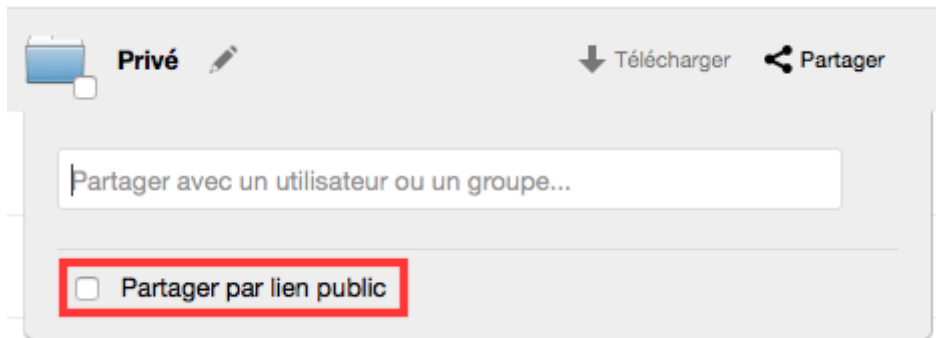 Privé Télécharger Partager
Partager avec un utilisateur ou un groupe...
Partager par lien public